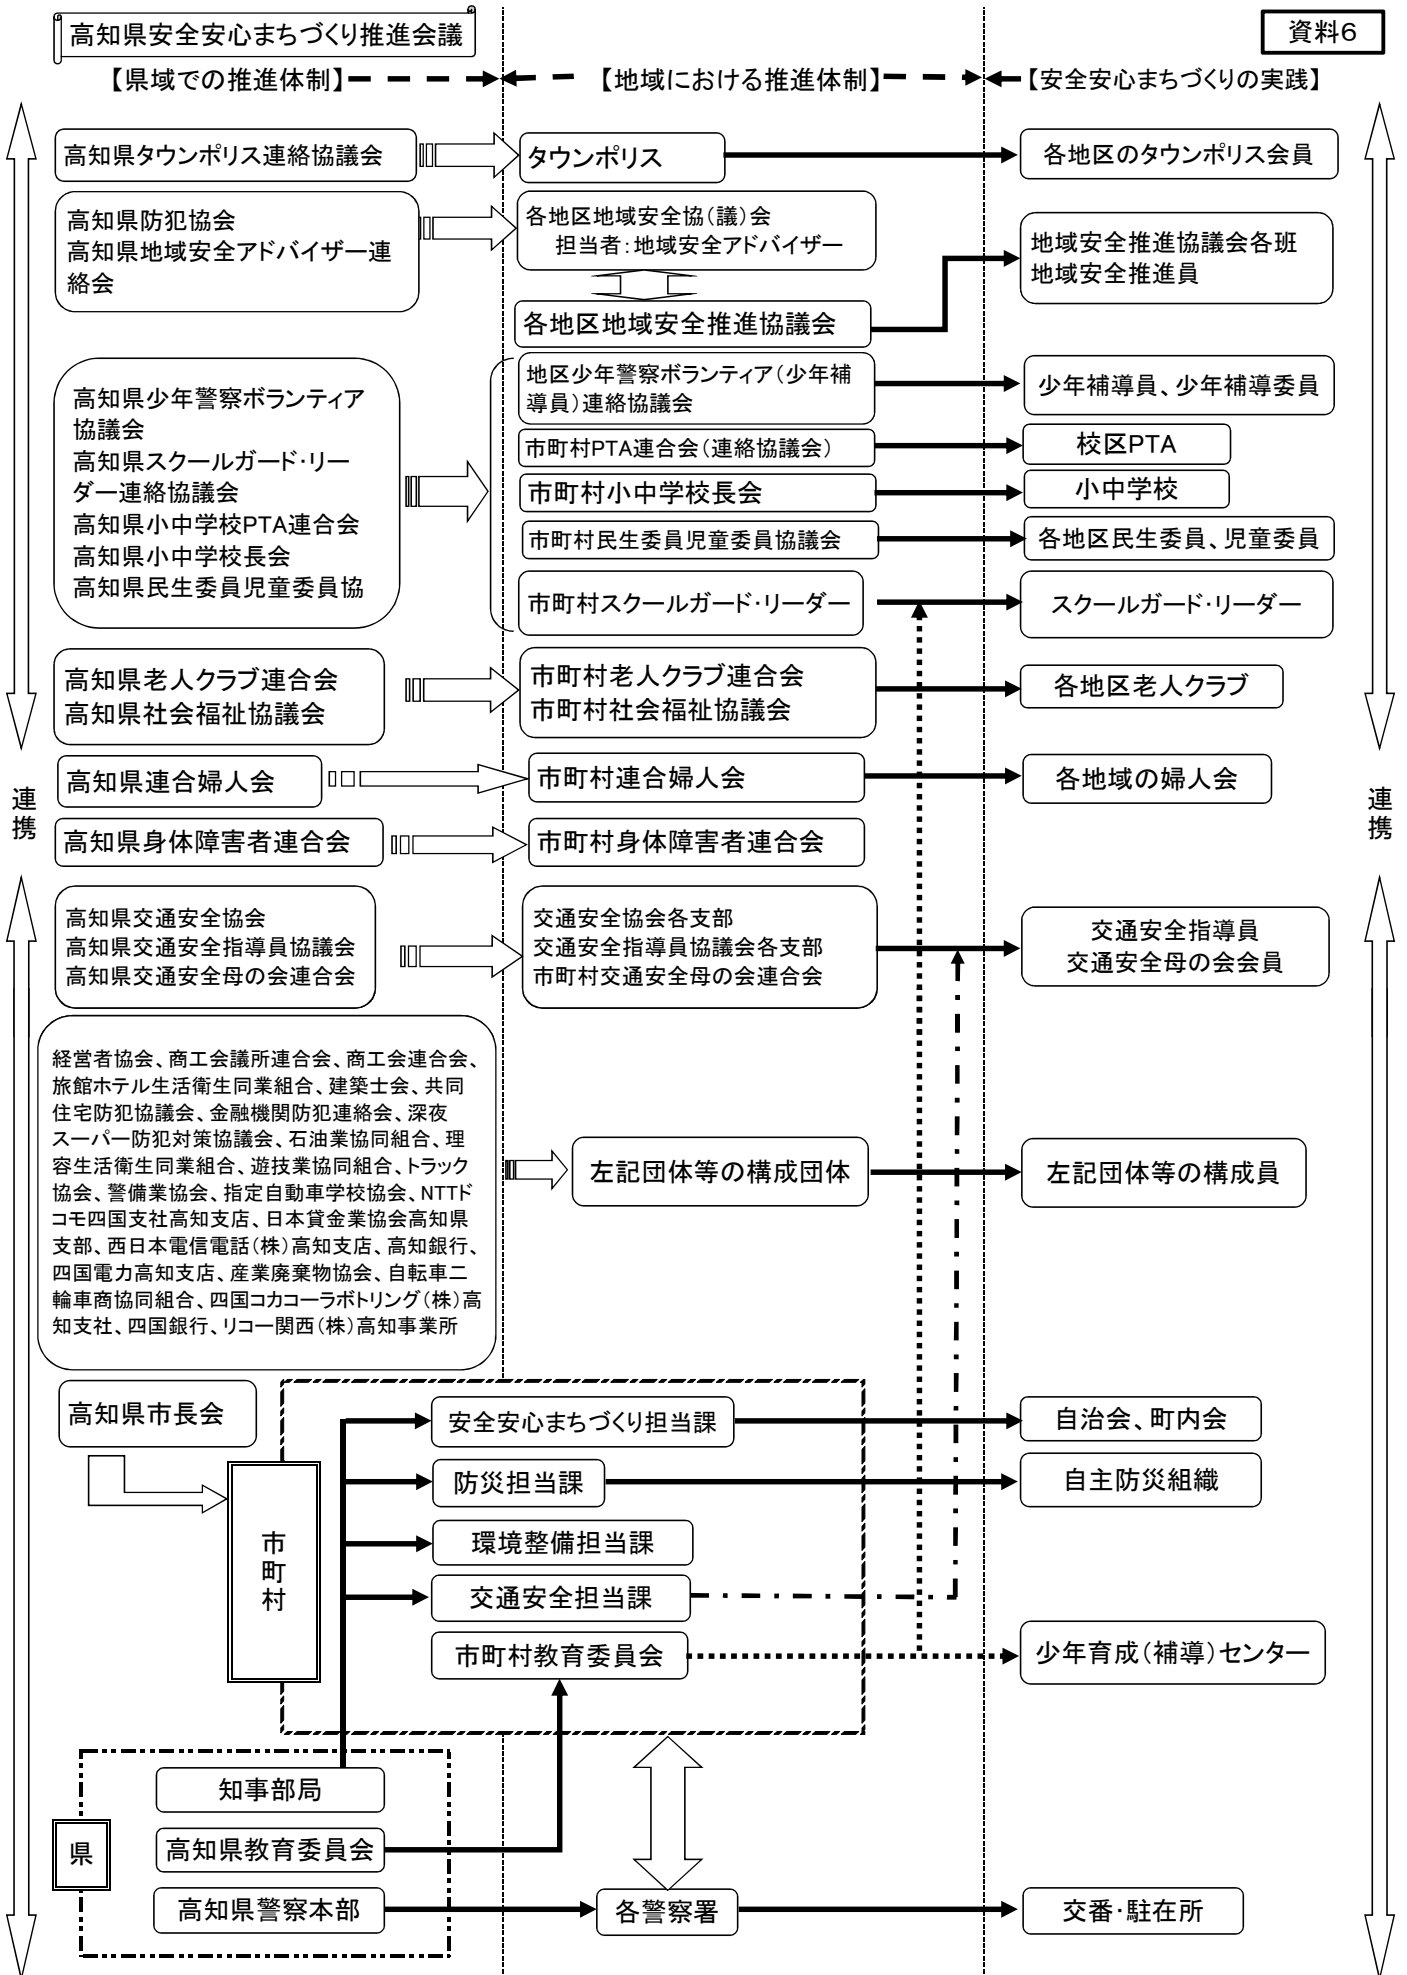 高知県安全安心まちづくり推進会議
資料6
【県域での推進体制】
【地域における推進体制】
【安全安心まちづくりの実践】
高知県タウンポリス連絡協議会
タウンポリス
各地区のタウンポリス会員
高知県防犯協会
高知県地域安全アドバイザー連
絡会
各地区地域安全協(議)会
担当者:地域安全アドバイザー
各地区地域安全推進協議会
地域安全推進協議会各班
地域安全推進員
高知県少年警察ボランティア
協議会
高知県スクールガード・リー
ダー連絡協議会
高知県小中学校PTA連合会
高知県小中学校長会
高知県民生委員児童委員協
地区少年警察ボランティア(少年補
導員)連絡協議会
少年補導員、少年補導委員
市町村PTA連合会(連絡協議会)
校区PTA
市町村小中学校長会
小中学校
市町村民生委員児童委員協議会
各地区民生委員、児童委員
市町村スクールガード・リーダー
スクールガード・リーダー
高知県老人クラブ連合会
高知県社会福祉協議会
市町村老人クラブ連合会
市町村社会福祉協議会
各地区老人クラブ
高知県連合婦人会
市町村連合婦人会
各地域の婦人会
連
携
連
携
高知県身体障害者連合会
市町村身体障害者連合会
高知県交通安全協会
高知県交通安全指導員協議会
高知県交通安全母の会連合会
交通安全協会各支部
交通安全指導員協議会各支部
市町村交通安全母の会連合会
交通安全指導員
交通安全母の会会員
経営者協会、商工会議所連合会、商工会連合会、
旅館ホテル生活衛生同業組合、建築士会、共同
住宅防犯協議会、金融機関防犯連絡会、深夜
スーパー防犯対策協議会、石油業協同組合、理
容生活衛生同業組合、遊技業協同組合、トラック
協会、警備業協会、指定自動車学校協会、NTTド
コモ四国支社高知支店、日本貸金業協会高知県
支部、西日本電信電話(株)高知支店、高知銀行、
四国電力高知支店、産業廃棄物協会、自転車二
輪車商協同組合、四国コカコーラボトリング(株)高
知支社、四国銀行、リコー関西(株)高知事業所
左記団体等の構成団体
左記団体等の構成員
高知県市長会
市
町
村
安全安心まちづくり担当課
自治会、町内会
防災担当課
自主防災組織
環境整備担当課
交通安全担当課
市町村教育委員会
少年育成(補導)センター
県
知事部局
高知県教育委員会
高知県警察本部
各警察署
交番・駐在所